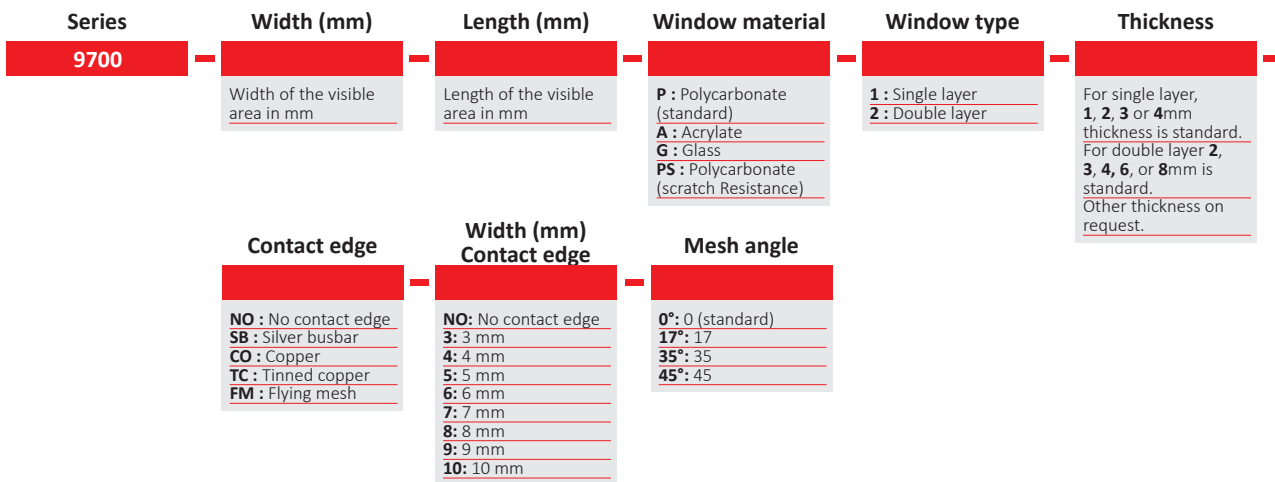 Series
9700
Width (mm)
Width of the visible
area in mm
Length (mm)
Length of the visible
area in mm
Window material
P : Polycarbonate
(standard)
A : Acrylate
G : Glass
PS : Polycarbonate
(scratch Resistance)
Window type
1 : Single layer
2 : Double layer
Thickness
For single layer,
1, 2, 3 or 4mm
thickness is standard.
For double layer 2,
3, 4, 6, or 8mm is
standard.
Other thickness on
request.
Contact edge
NO : No contact edge
SB : Silver busbar
CO : Copper
TC : Tinned copper
FM : Flying mesh
Width (mm)
Contact edge
NO: No contact edge
3: 3 mm
4: 4 mm
5: 5 mm
6: 6 mm
7: 7 mm
8: 8 mm
9: 9 mm
10: 10 mm
Mesh angle
0°: 0 (standard)
17°: 17
35°: 35
45°: 45